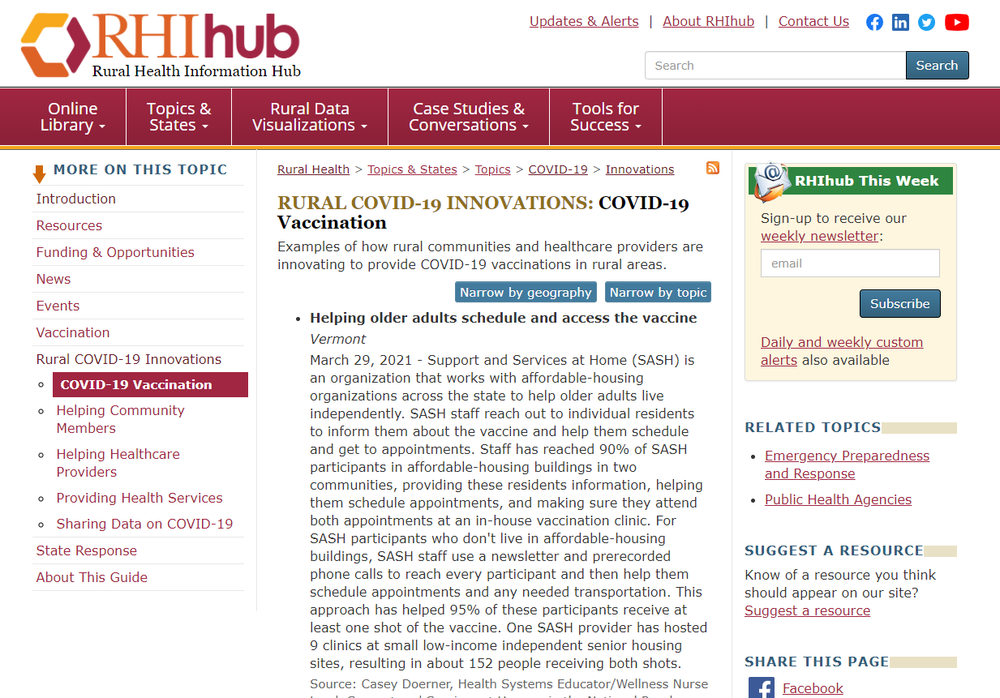 RHIhub
Rural Health Information Hub
Updates & Alerts | About RHIhub | Contact Us
Search
Search
Online
Library
Topics &
States
Rural Data
Visualizations
Case Studies &
Conversations
Tools for
Success
MORE ON THIS TOPIC
Introduction
Resources
Funding & Opportunities
News
Events
Vaccination
Rural COVID-19 Innovations
COVID-19 Vaccination
Helping Community
Members
Helping Healthcare
Providers
Providing Health Services
Sharing Data on COVID-19
State Response
About This Guide
Rural Health > Topics & States > Topics > COVID-19 > Innovations
RURAL COVID-19 INNOVATIONS: COVID-19
Vaccination
Examples of how rural communities and healthcare providers are
innovating to provide COVID-19 vaccinations in rural areas.
Narrow by geography Narrow by topic
• Helping older adults schedule and access the vaccine
Vermont
March 29, 2021 - Support and Services at Home (SASH) is
an organization that works with affordable-housing
organizations across the state to help older adults live
independently. SASH staff reach out to individual residents
to inform them about the vaccine and help them schedule
and get to appointments. Staff has reached 90% of SASH
participants in affordable-housing buildings in two
communities, providing these residents information, helping
them schedule appointments, and making sure they attend
both appointments at an in-house vaccination clinic. For
SASH participants who don't live in affordable-housing
buildings, SASH staff use a newsletter and prerecorded
phone calls to reach every participant and then help them
schedule appointments and any needed transportation. This
approach has helped 95% of these participants receive at
least one shot of the vaccine. One SASH provider has hosted
9 clinics at small low-income independent senior housing
sites, resulting in about 152 people receiving both shots.
Source: Casey Doerner, Health Systems Educator/Wellness Nurse
RHIhub This Week
Sign-up to receive our
weekly newsletter:
email
Subscribe
Daily and weekly custom
alerts also available
RELATED TOPICS
• Emergency Preparedness
and Response
• Public Health Agencies
SUGGEST A RESOURCE
Know of a resource you think
should appear on our site?
Suggest a resource
SHARE THIS PAGE
Facebook